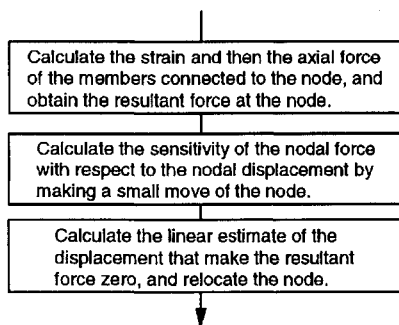 Calculate the strain and then the axial force
of the members connected to the node, and
obtain the resultant force at the node.
Calculate the sensitivity of the nodal force
with respect to the nodal displacement by
making a small move of the node.
Calculate the linear estimate of the
displacement that make the resultant
force zero, and relocate the node.